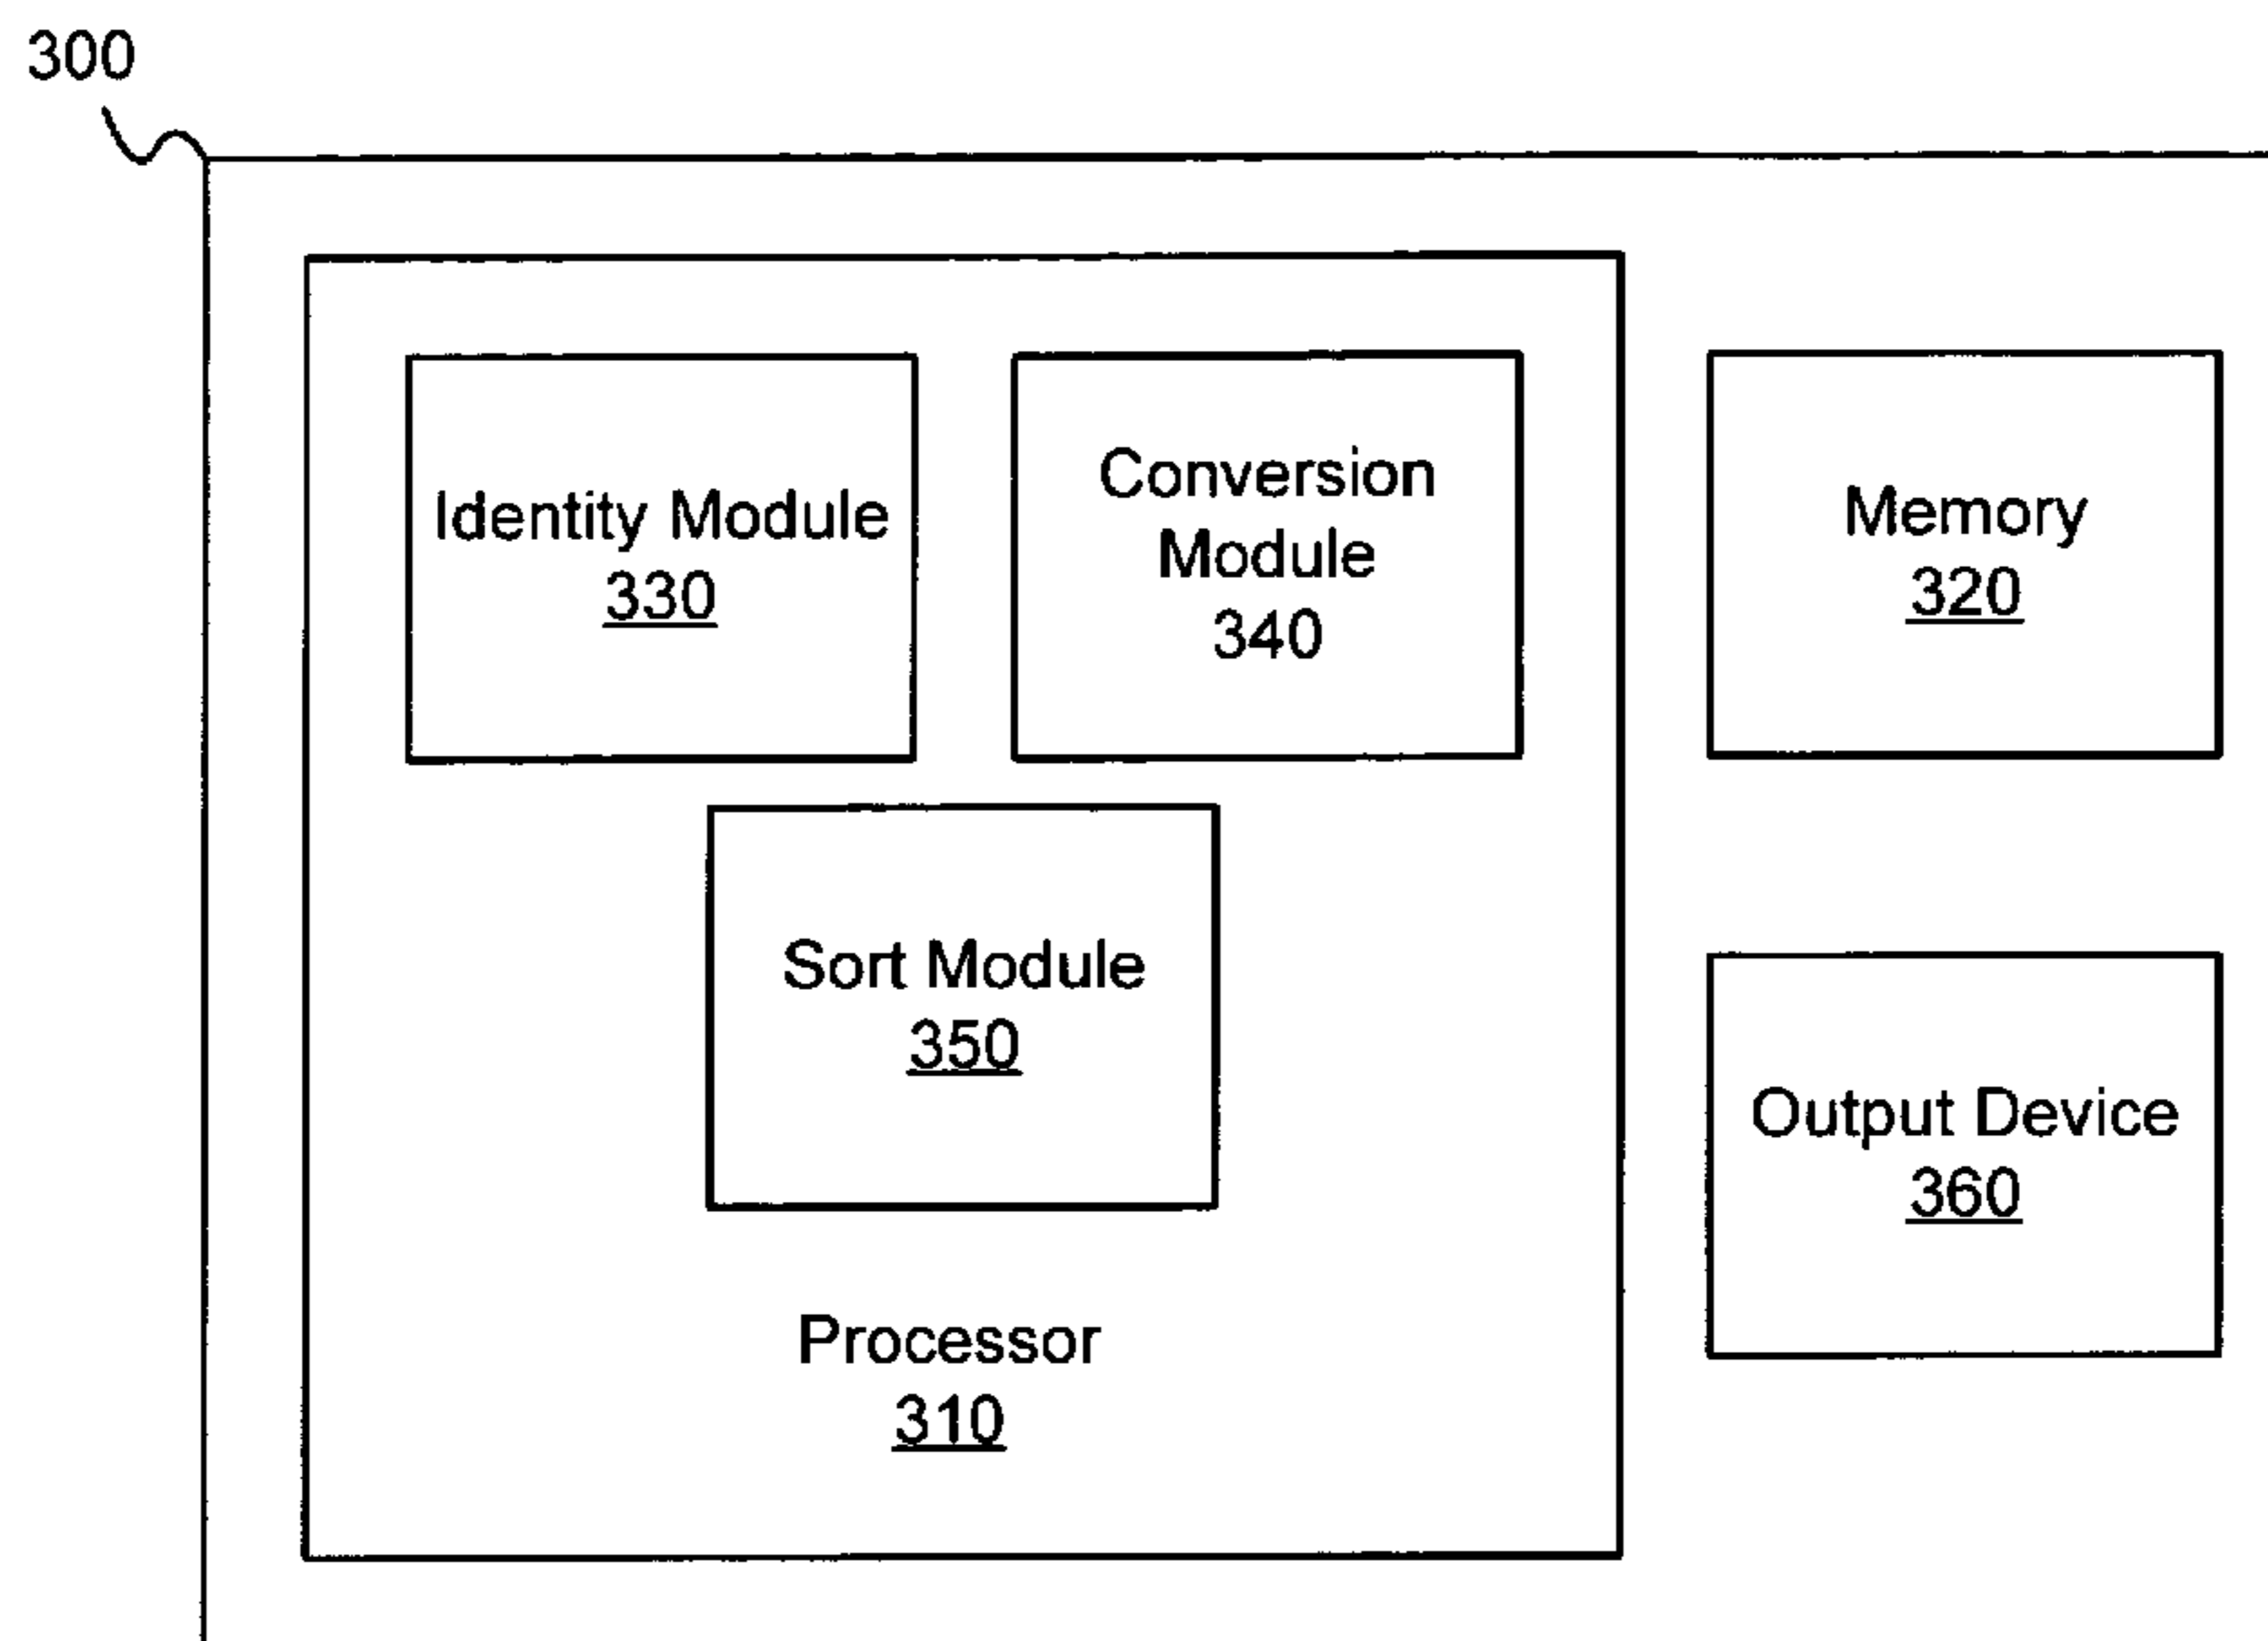 300
Identity Module
330
Conversion
Module
340
Memory
320
Sort Module
350
Output Device
360
Processor
310